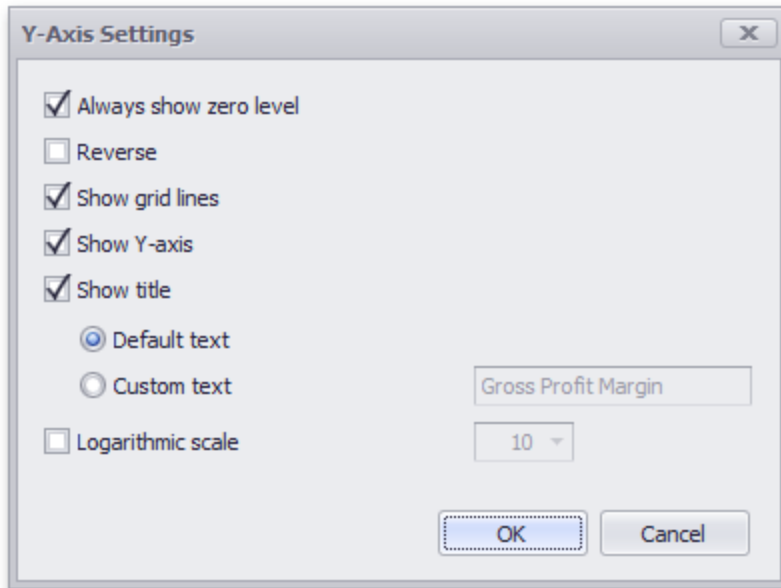 Y-Axis Settings
Always show zero level
Reverse
Show grid lines
Show Y-axis
Show title
Default text
Custom text Gross Profit Margin
Logarithmic scale 10
OK Cancel